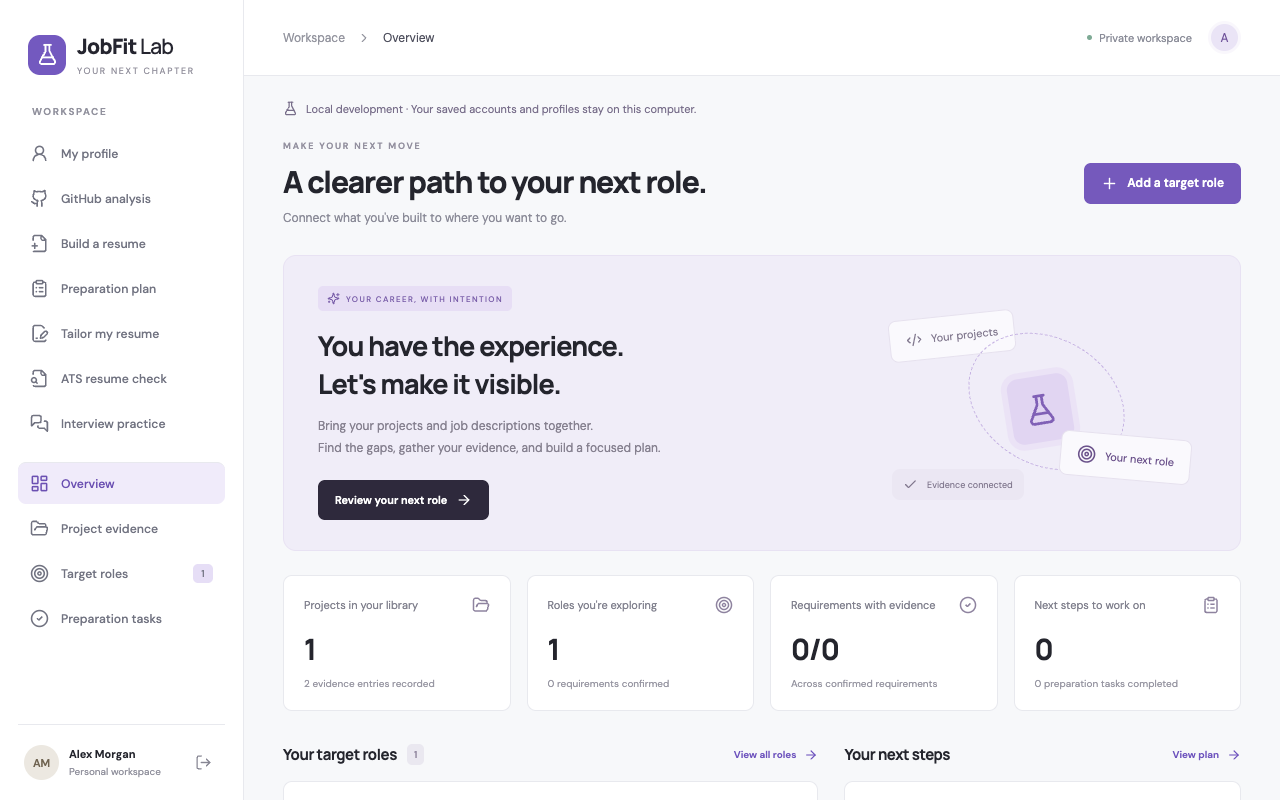 JobFit Lab
YOUR NEXT CHAPTER
WORKSPACE
My profile
GitHub analysis
Build a resume
Preparation plan
Tailor my resume
ATS resume check
Interview practice
Overview
Project evidence
Target roles 1
Preparation tasks
AM
Alex Morgan
Personal workspace
Workspace Overview
Private workspace A
Local development · Your saved accounts and profiles stay on this computer.
MAKE YOUR NEXT MOVE
A clearer path to your next role.
Connect what you've built to where you want to go.
Add a target role
YOUR CAREER, WITH INTENTION
You have the experience.
Let's make it visible.
Bring your projects and job descriptions together.
Find the gaps, gather your evidence, and build a focused plan.
Review your next role
Your projects
Your next role
Evidence connected
Projects in your library
1
2 evidence entries recorded
Roles you're exploring
1
0 requirements confirmed
Requirements with evidence
0/0
Across confirmed requirements
Next steps to work on
0
0 preparation tasks completed
Your target roles 1
View all roles
Your next steps
View plan